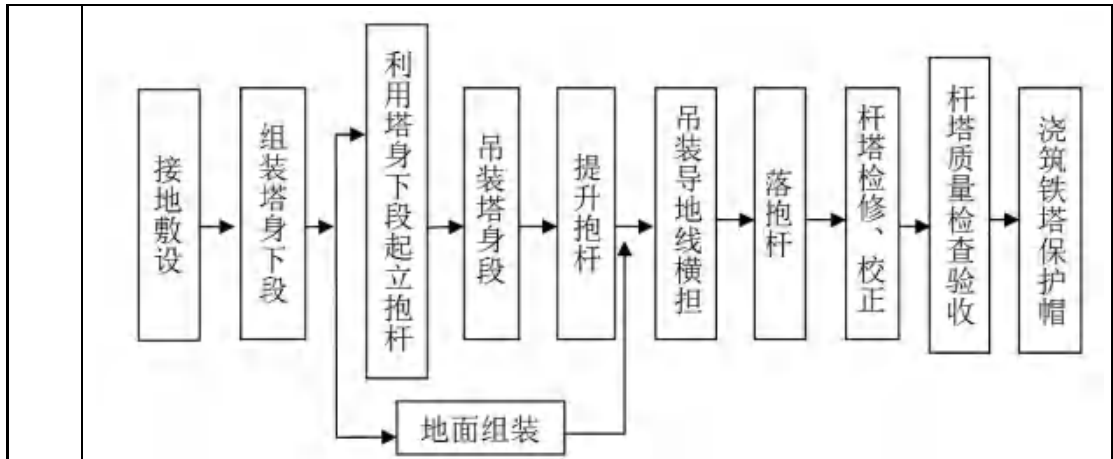 接地敷设
组装塔身下段
利用塔身下段起立抱杆
吊装塔身段
提升抱杆
吊装导地线横担
落抱杆
杆塔检修、校正
杆塔质量检查验收
浇筑铁塔保护帽
地面组装